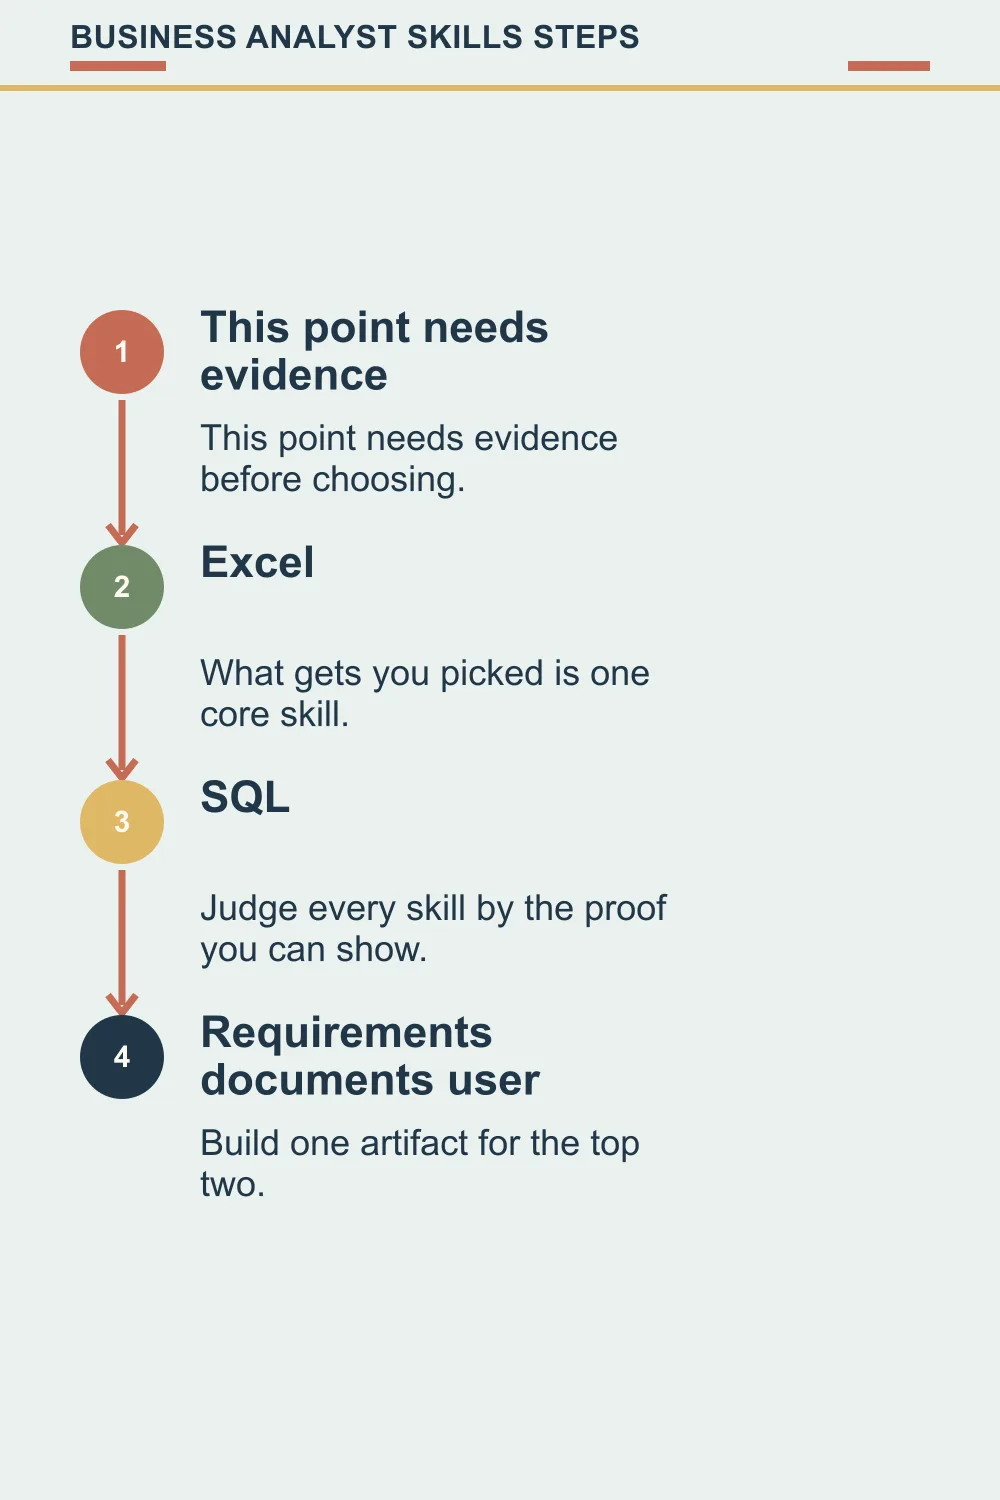 BUSINESS ANALYST SKILLS STEPS
1
This point needs
evidence
This point needs evidence
before choosing.
2
Excel
What gets you picked is one
core skill.
3
SQL
Judge every skill by the proof
you can show.
4
Requirements
documents user
Build one artifact for the top
two.